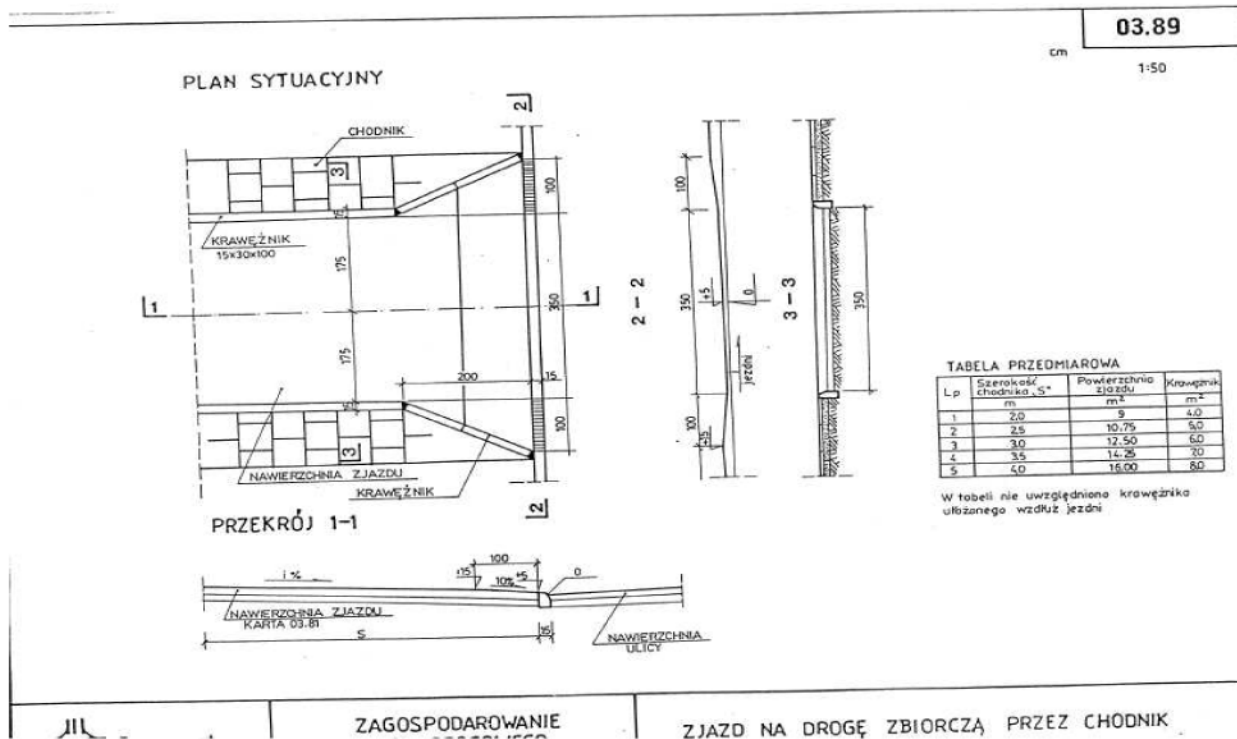 03.89
cm
1:50
PLAN SYTUACYJNY
2
CHODNIK
3
100
100
KRAWĘŻNIK
15x30x100
175
1
1
350
2-2
350
+5
0
3-3
350
175
jezdni
200
15
100
100
+15
3
NAWIERZCHNIA ZJAZDU
KRAWĘŻNIK
2
TABELA PRZEDMIAROWA
L.p Szerokość chodnika „S" Powierzchnia zjazdu Krawężnik
m m² m²
1 2,0 9 4,0
2 2,5 10.75 5,0
3 3,0 12.50 6,0
4 3,5 14.25 7,0
5 4,0 16.00 8,0
W tabeli nie uwzględniono krawężnika
ułożonego wzdłuż jezdni
PRZEKRÓJ 1-1
100
i %
+15
10%
+5
0
NAWIERZCHNIA ZJAZDU
KARTA 03.81
S
15
NAWIERZCHNIA
ULICY
ZAGOSPODAROWANIE
ZJAZD NA DROGĘ ZBIORCZĄ PRZEZ CHODNIK